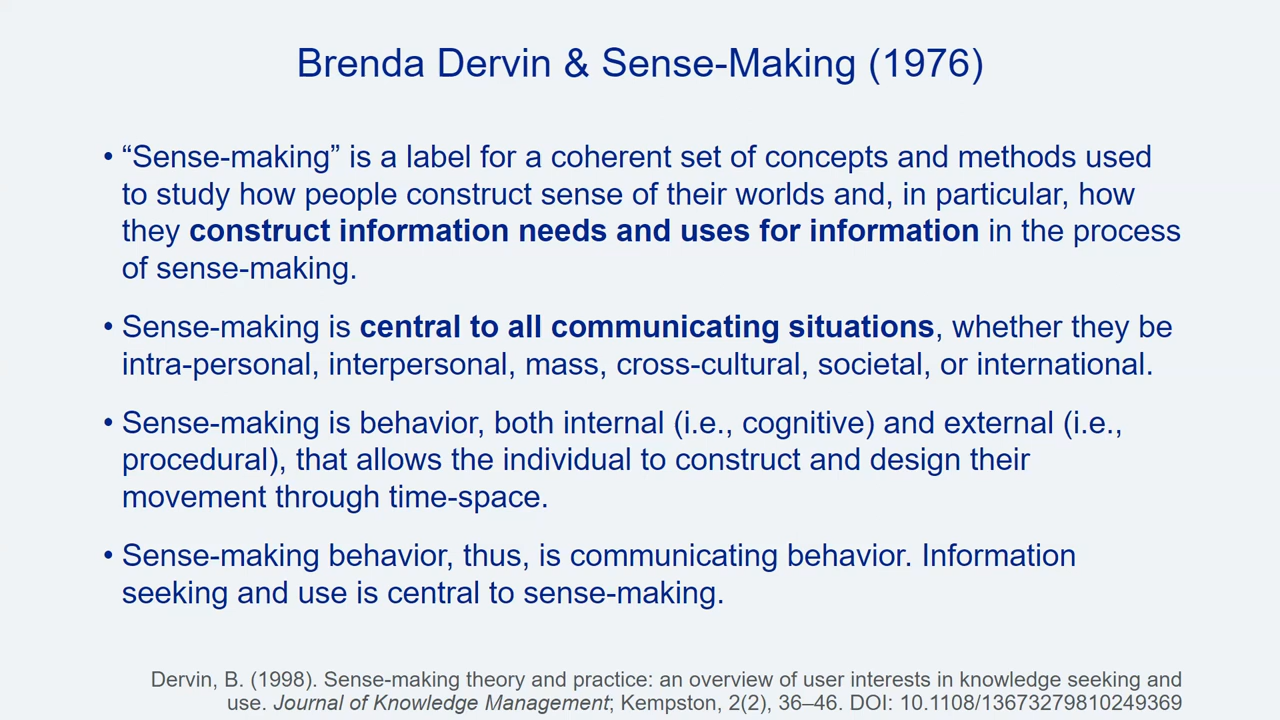 Brenda Dervin & Sense-Making (1976)
• “Sense-making” is a label for a coherent set of concepts and methods used
to study how people construct sense of their worlds and, in particular, how
they construct information needs and uses for information in the process
of sense-making.
• Sense-making is central to all communicating situations, whether they be
intra-personal, interpersonal, mass, cross-cultural, societal, or international.
• Sense-making is behavior, both internal (i.e., cognitive) and external (i.e.,
procedural), that allows the individual to construct and design their
movement through time-space.
• Sense-making behavior, thus, is communicating behavior. Information
seeking and use is central to sense-making.
Dervin, B. (1998). Sense-making theory and practice: an overview of user interests in knowledge seeking and
use. Journal of Knowledge Management; Kempston, 2(2), 36–46. DOI: 10.1108/13673279810249369